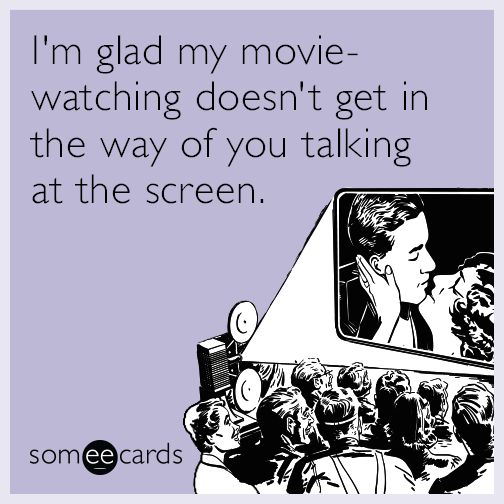 I'm glad my movie-
watching doesn't get in
the way of you talking
at the screen.
someecards